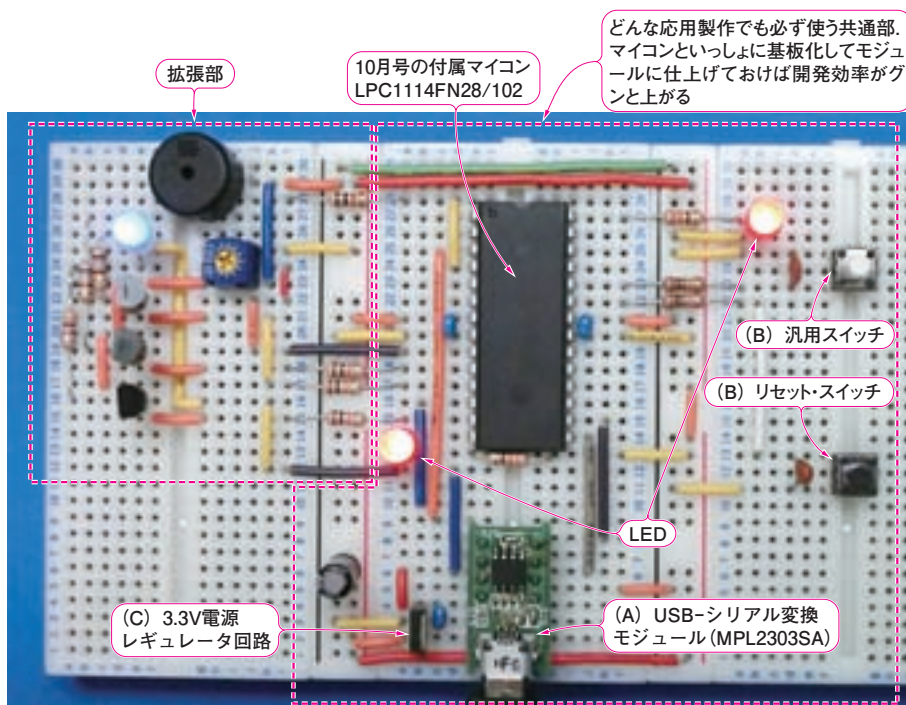 どんな応用製作でも必ず使う共通部.
マイコンといっしょに基板化してモジュ
ールに仕上げておけば開発効率がグ
ンと上がる
拡張部
10月号の付属マイコン
LPC1114FN28/102
(B) 汎用スイッチ
(B) リセット・スイッチ
LED
(C) 3.3V電源
レギュレータ回路
(A) USB-シリアル変換
モジュール(MPL2303SA)